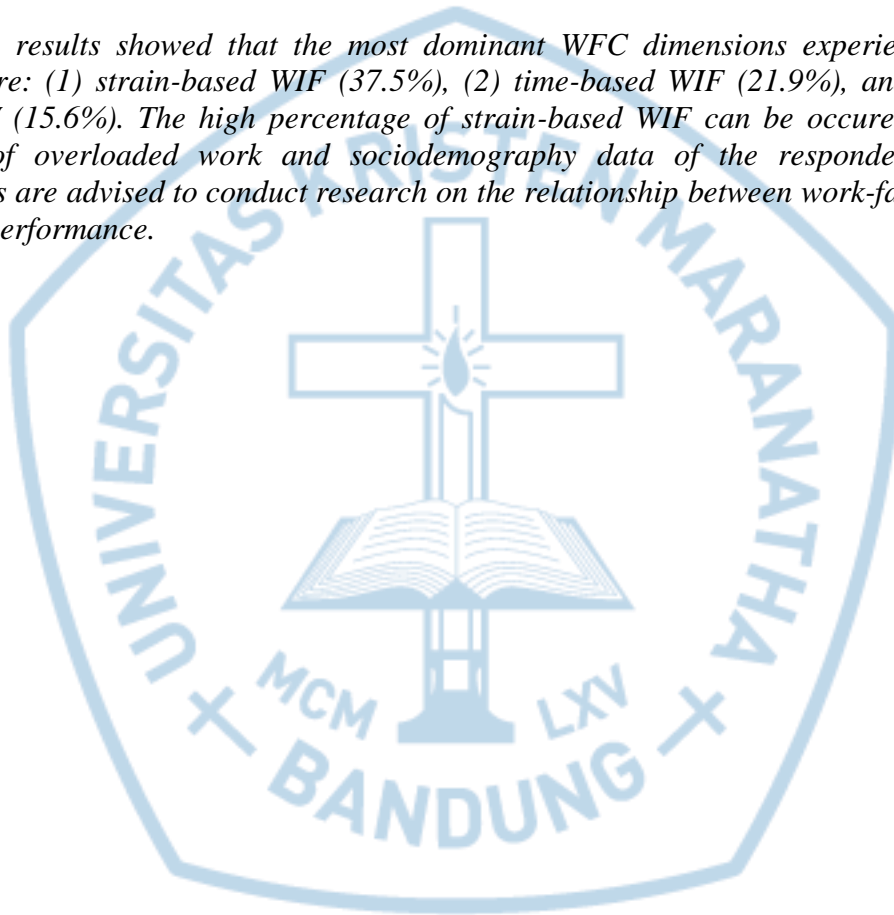 results showed that the most dominant WFC dimensions experie
re: (1) strain-based WIF (37.5%), (2) time-based WIF (21.9%), an
(15.6%). The high percentage of strain-based WIF can be occure
of overloaded work and sociodemography data of the responde
s are advised to conduct research on the relationship between work-fa
erformance.
UNIVERSITAS KRISTEN MARANATHA
MCM LXV
BANDUNG